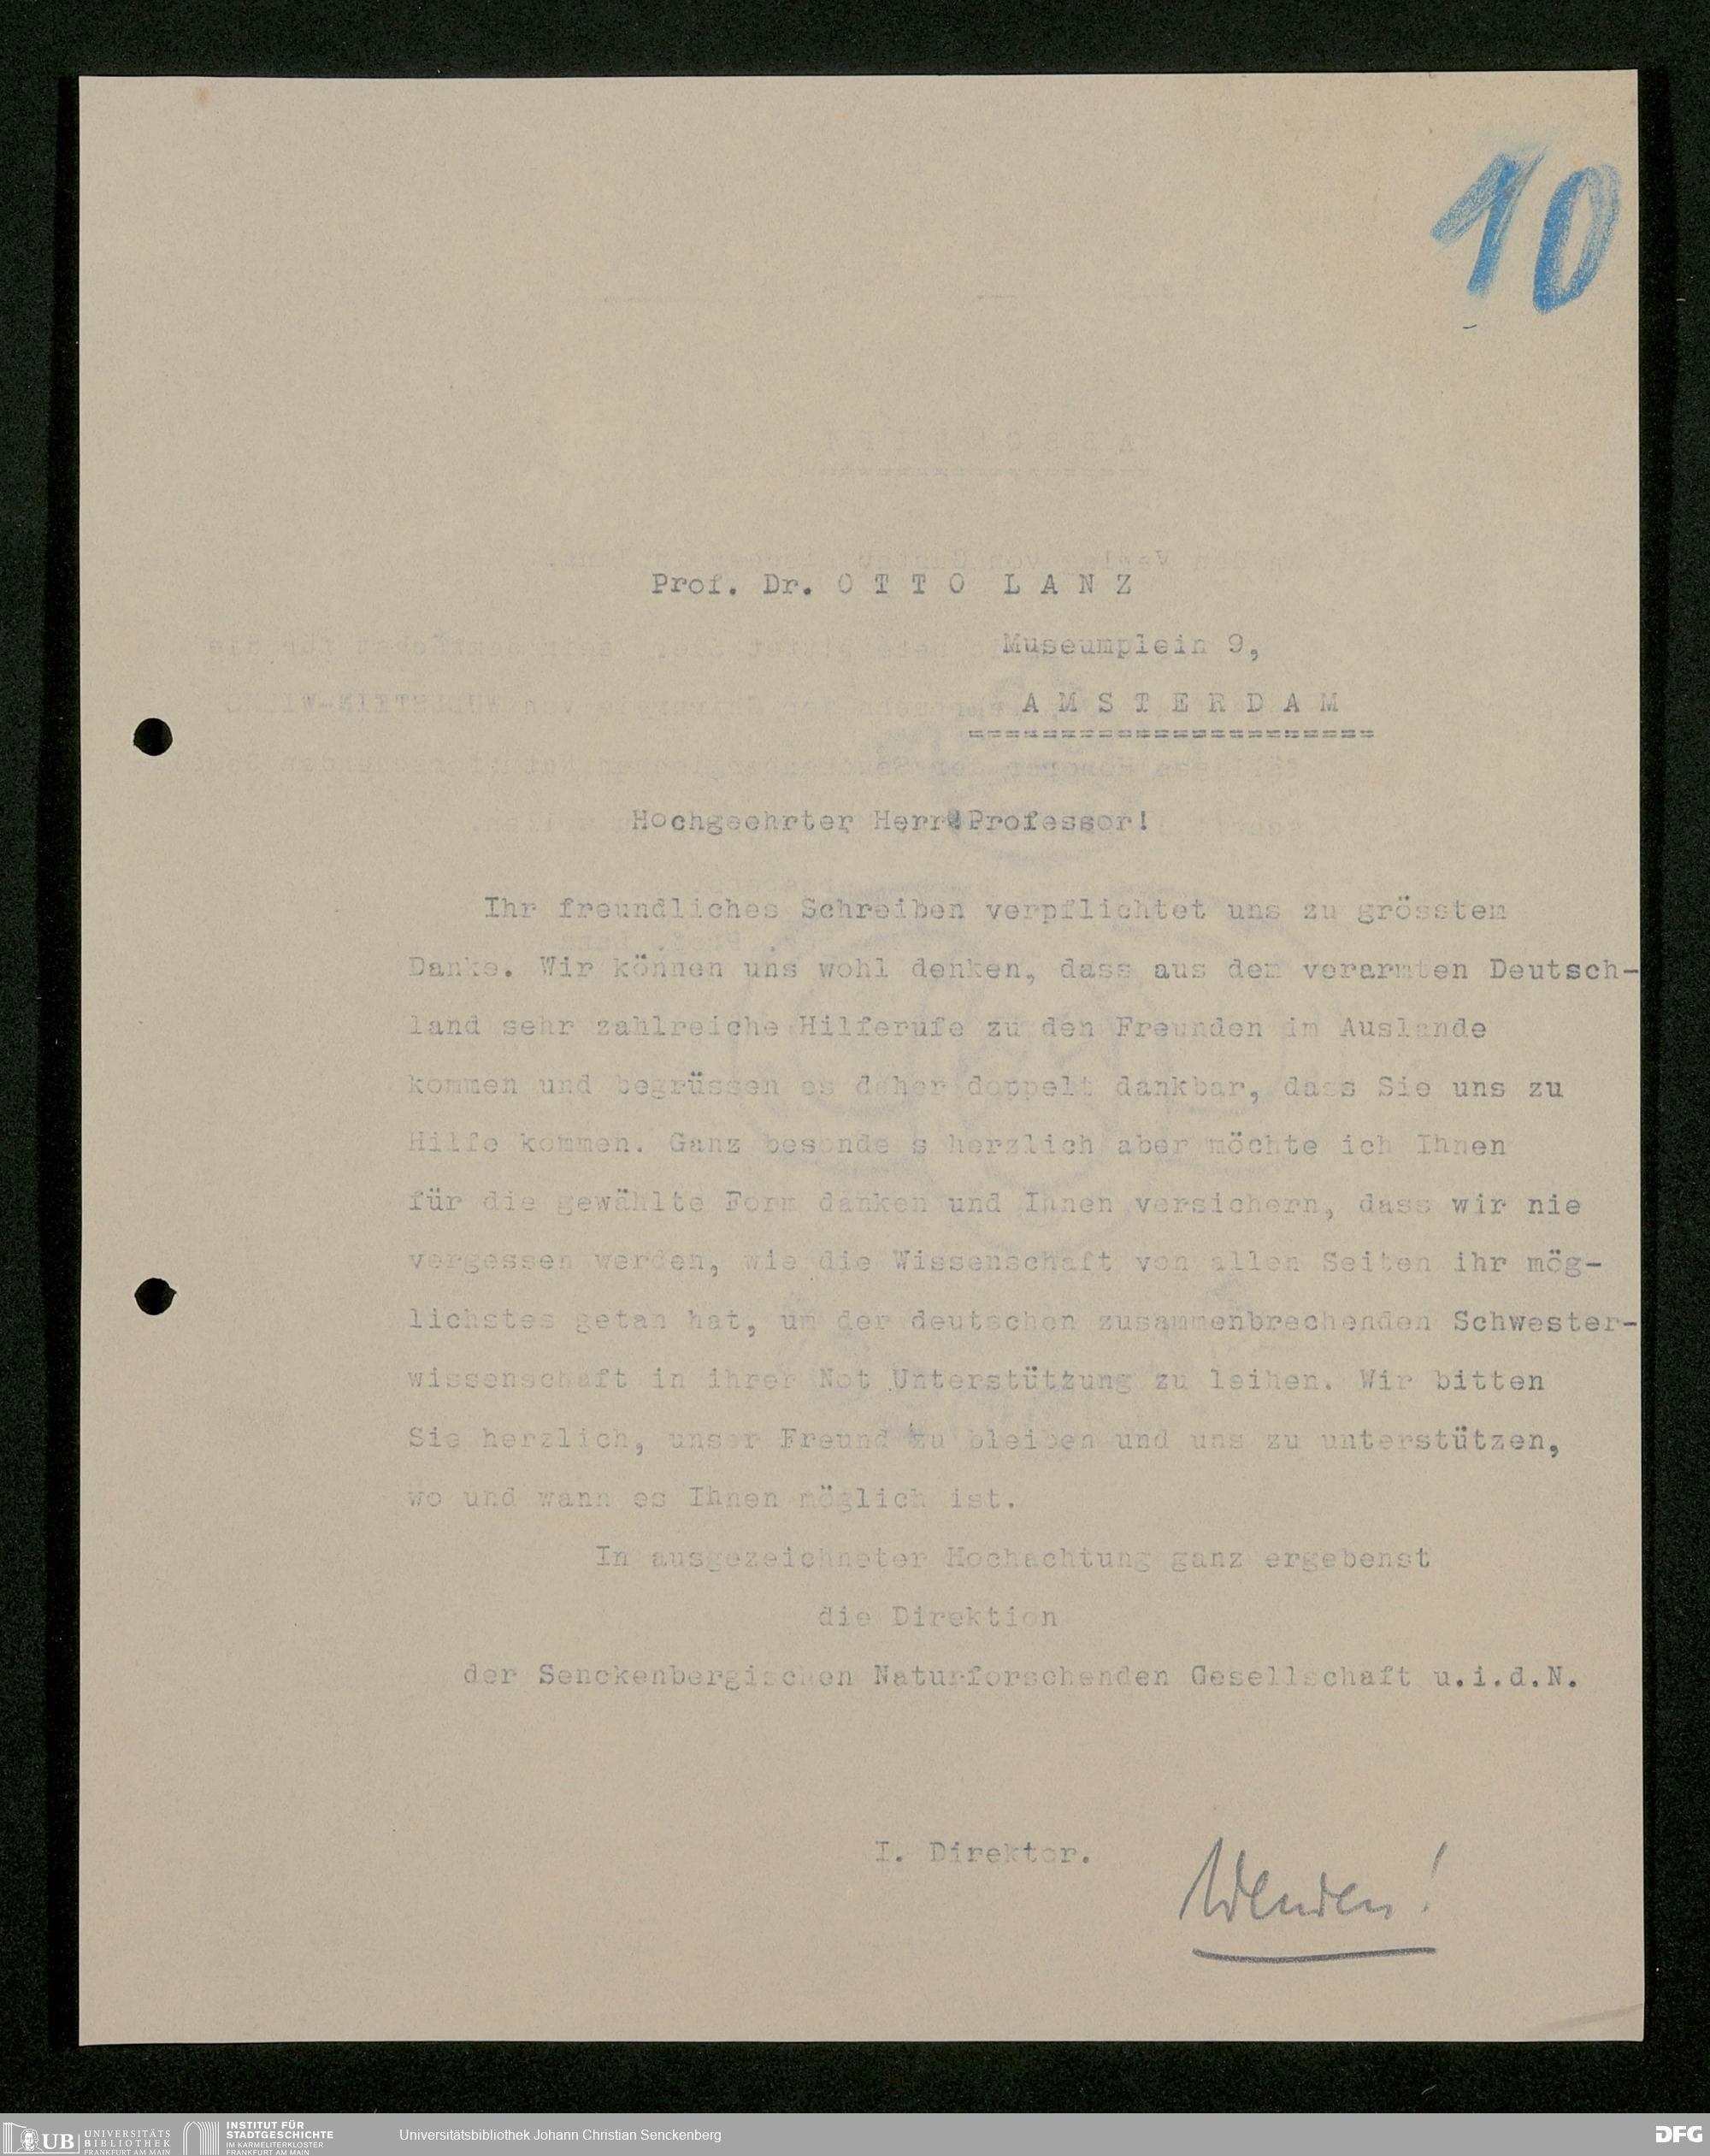 10
Prof. Dr. O T T O  L A N Z
Museumplein 9,
A M S T E R D A M
======================
Hochgeehrter Herr Professor!
Ihr freundliches Schreiben verpflichtet uns zu grösstem
Danke. Wir können uns wohl denken, dass aus dem verarmten Deutsch-
land sehr zahlreiche Hilferufe zu den Freunden im Auslande
kommen und begrüssen es daher doppelt dankbar, dass Sie uns zu
Hilfe kommen. Ganz besonde s herzlich aber möchte ich Ihnen
für die gewählte Form danken und Ihnen versichern, dass wir nie
vergessen werden, wie die Wissenschaft von allen Seiten ihr mög-
lichstes getan hat, um der deutschen zusammenbrechenden Schwester-
wissenschaft in ihrer Not Unterstützung zu leihen. Wir bitten
Sie herzlich, unser Freund zu bleiben und uns zu unterstützen,
wo und wann es Ihnen möglich ist.
In ausgezeichneter Hochachtung ganz ergebenst
die Direktion
der Senckenbergischen Naturforschenden Gesellschaft u.i.d.N.
I. Direktor.
Wenden!
UB UNIVERSITÄTS
BIBLIOTHEK
FRANKFURT AM MAIN
INSTITUT FÜR
STADTGESCHICHTE
IM KARMELITERKLOSTER
FRANKFURT AM MAIN
Universitätsbibliothek Johann Christian Senckenberg
DFG